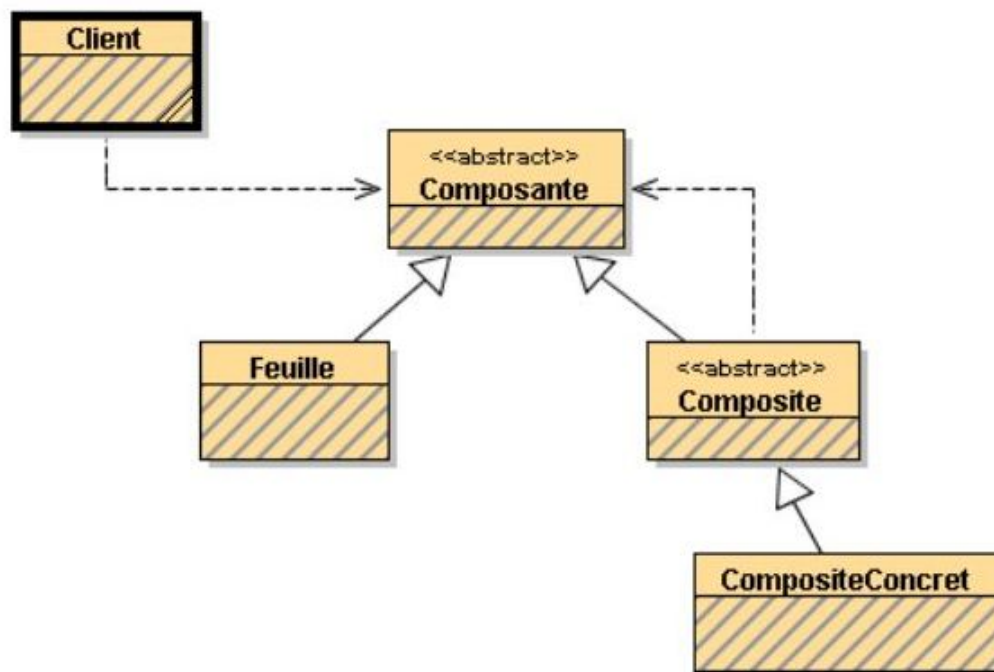 Client
<<abstract>>
Composante
Feuille
<<abstract>>
Composite
CompositeConcret